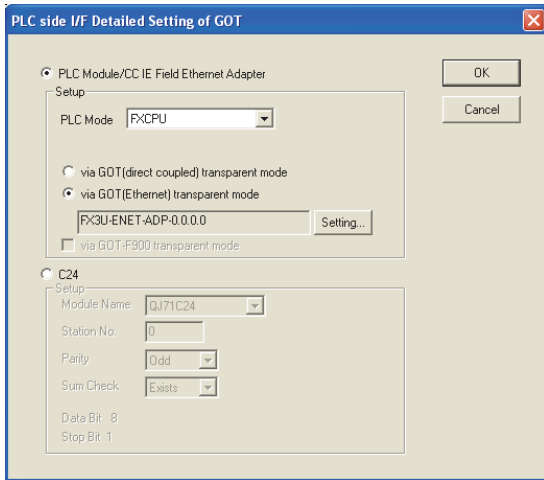 PLC side I/F Detailed Setting of GOT
PLC Module/CC IE Field Ethernet Adapter
OK
Setup
Cancel
PLC Mode FXCPU
via GOT(direct coupled) transparent mode
via GOT(Ethernet) transparent mode
FX3U-ENET-ADP-0.0.0.0 Setting...
via GOT-F900 transparent mode
C24
Setup
Module Name QJ71C24
Station No. 0
Parity Odd
Sum Check Exists
Data Bit 8
Stop Bit 1